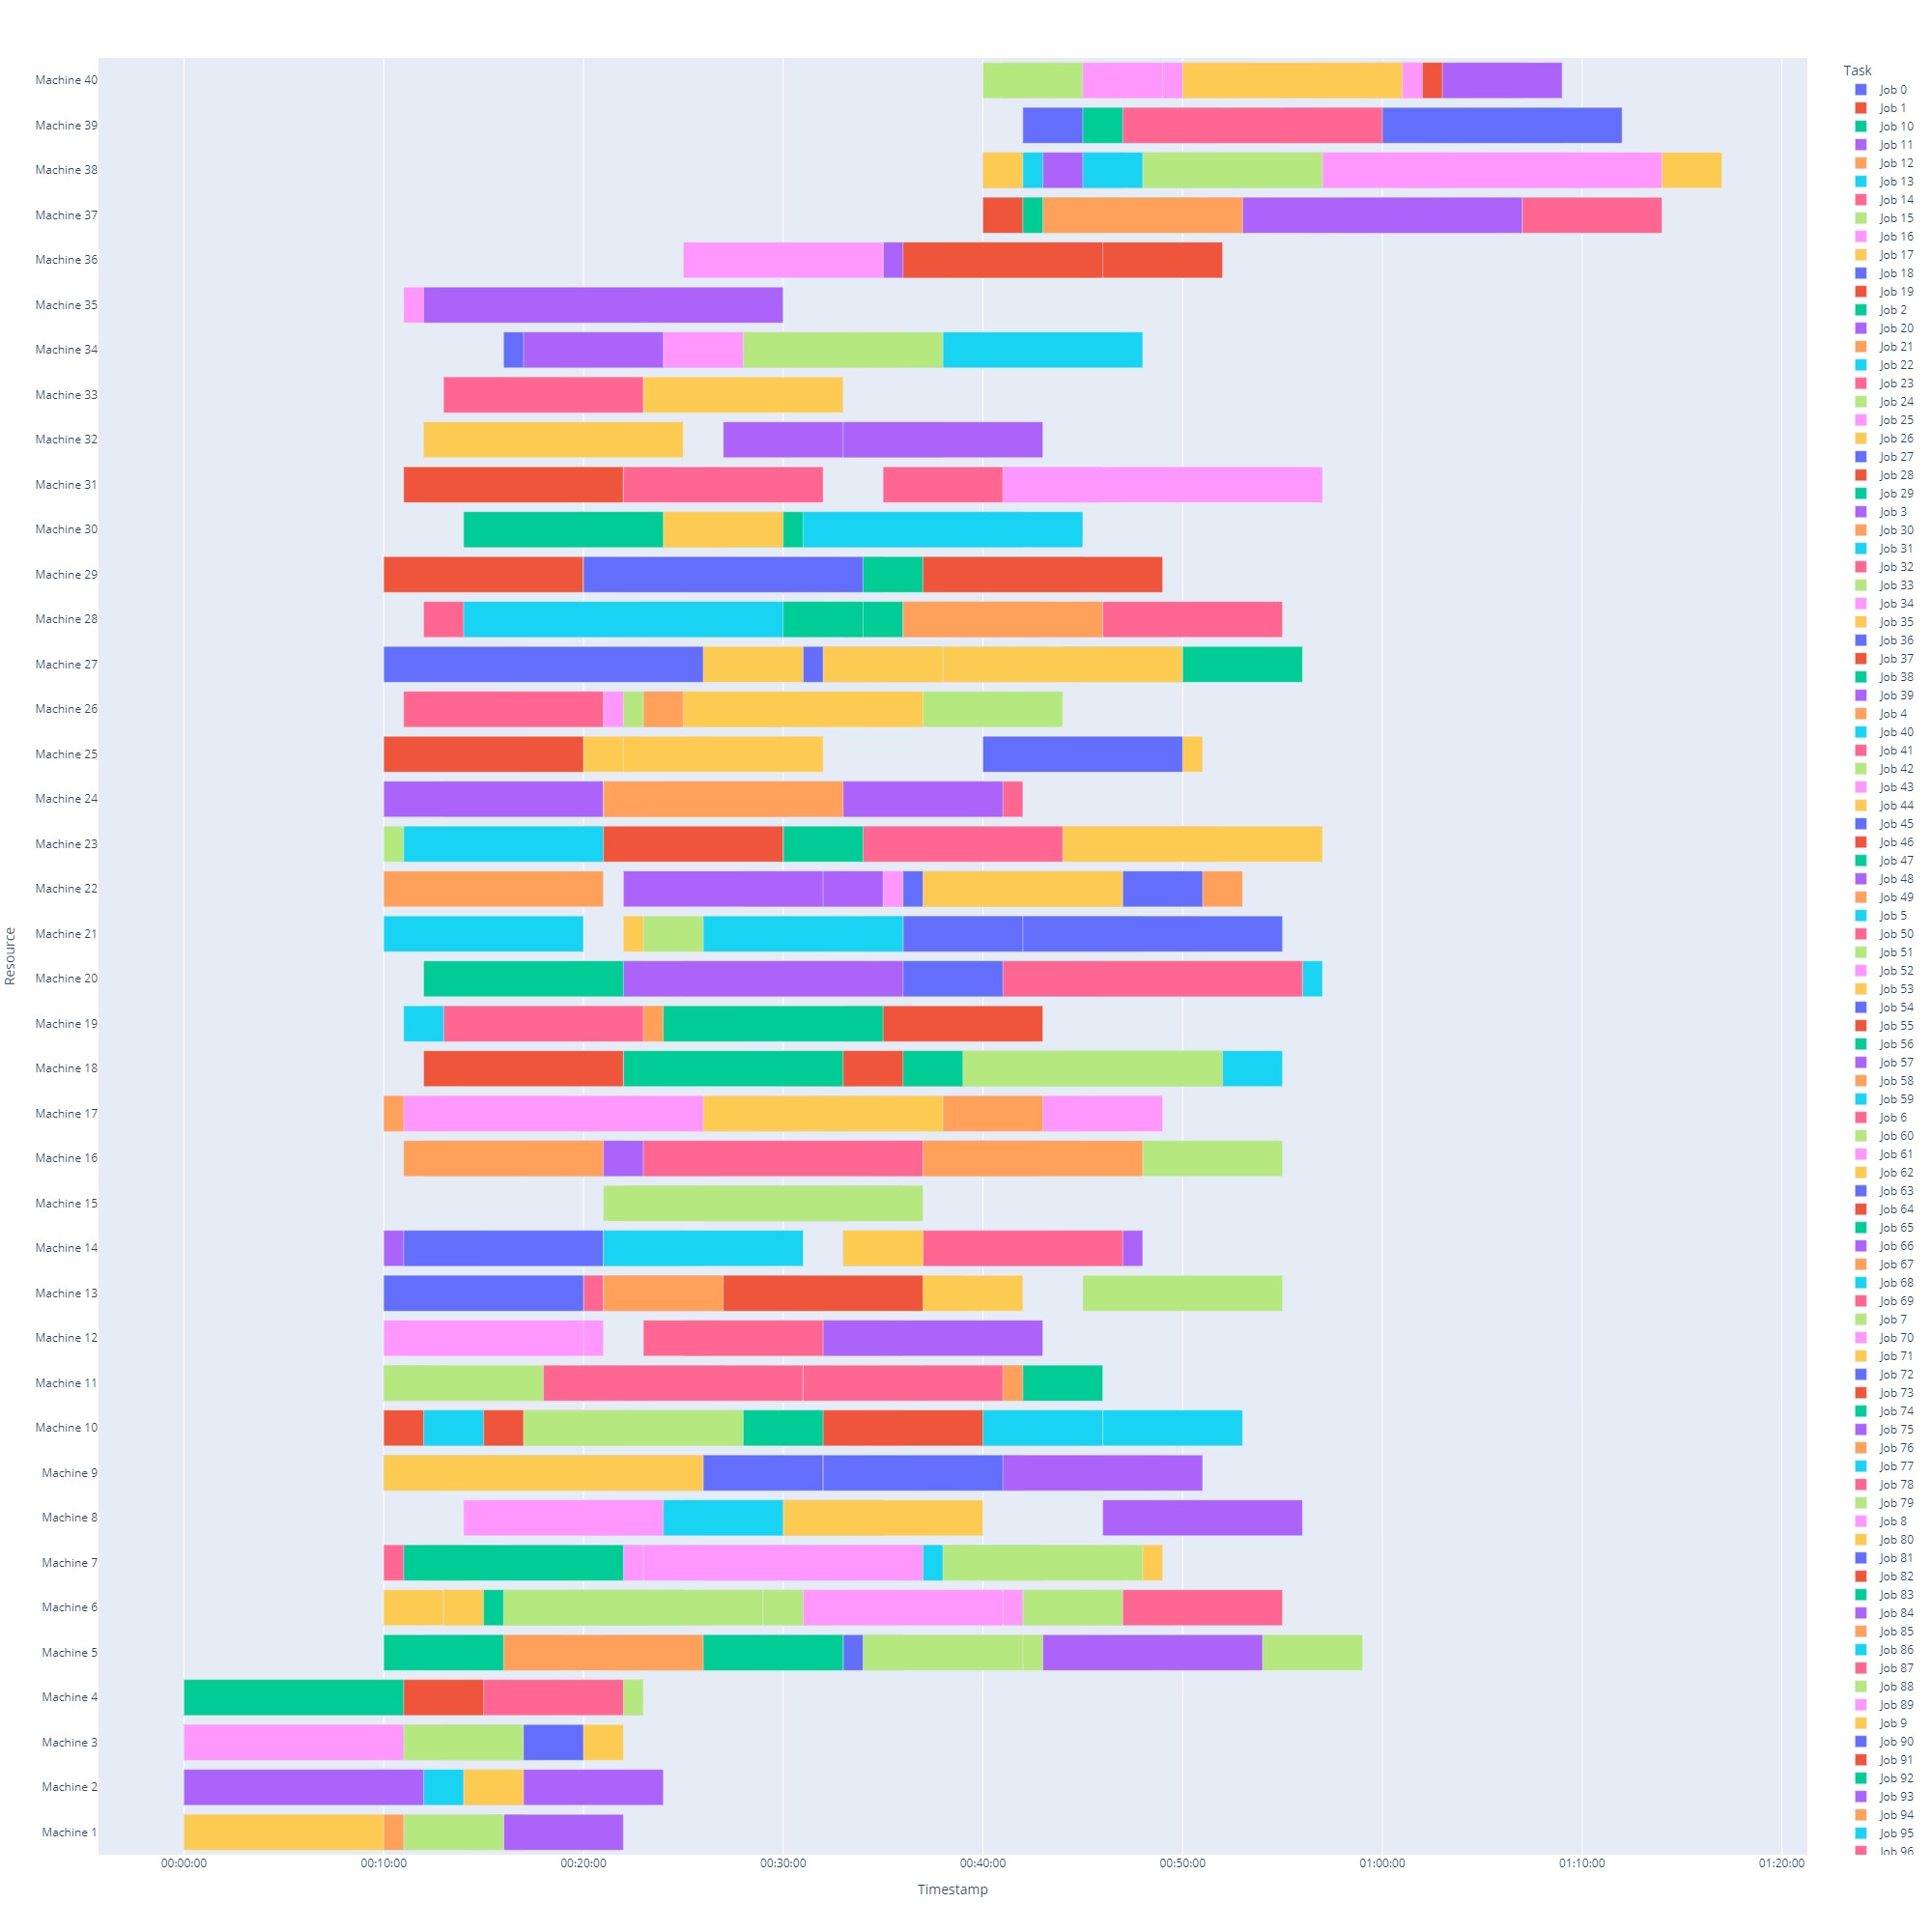 Machine 40
Machine 39
Machine 38
Machine 37
Machine 36
Machine 35
Machine 34
Machine 33
Machine 32
Machine 31
Machine 30
Machine 29
Machine 28
Machine 27
Machine 26
Machine 25
Machine 24
Machine 23
Machine 22
Machine 21
Machine 20
Machine 19
Machine 18
Machine 17
Machine 16
Machine 15
Machine 14
Machine 13
Machine 12
Machine 11
Machine 10
Machine 9
Machine 8
Machine 7
Machine 6
Machine 5
Machine 4
Machine 3
Machine 2
Machine 1
Resource
00:00:00 00:10:00 00:20:00 00:30:00 00:40:00 00:50:00 01:00:00 01:10:00 01:20:00
Timestamp
Task
Job 0
Job 1
Job 10
Job 11
Job 12
Job 13
Job 14
Job 15
Job 16
Job 17
Job 18
Job 19
Job 2
Job 20
Job 21
Job 22
Job 23
Job 24
Job 25
Job 26
Job 27
Job 28
Job 29
Job 3
Job 30
Job 31
Job 32
Job 33
Job 34
Job 35
Job 36
Job 37
Job 38
Job 39
Job 4
Job 40
Job 41
Job 42
Job 43
Job 44
Job 45
Job 46
Job 47
Job 48
Job 49
Job 5
Job 50
Job 51
Job 52
Job 53
Job 54
Job 55
Job 56
Job 57
Job 58
Job 59
Job 6
Job 60
Job 61
Job 62
Job 63
Job 64
Job 65
Job 66
Job 67
Job 68
Job 69
Job 7
Job 70
Job 71
Job 72
Job 73
Job 74
Job 75
Job 76
Job 77
Job 78
Job 79
Job 8
Job 80
Job 81
Job 82
Job 83
Job 84
Job 85
Job 86
Job 87
Job 88
Job 89
Job 9
Job 90
Job 91
Job 92
Job 93
Job 94
Job 95
Job 96